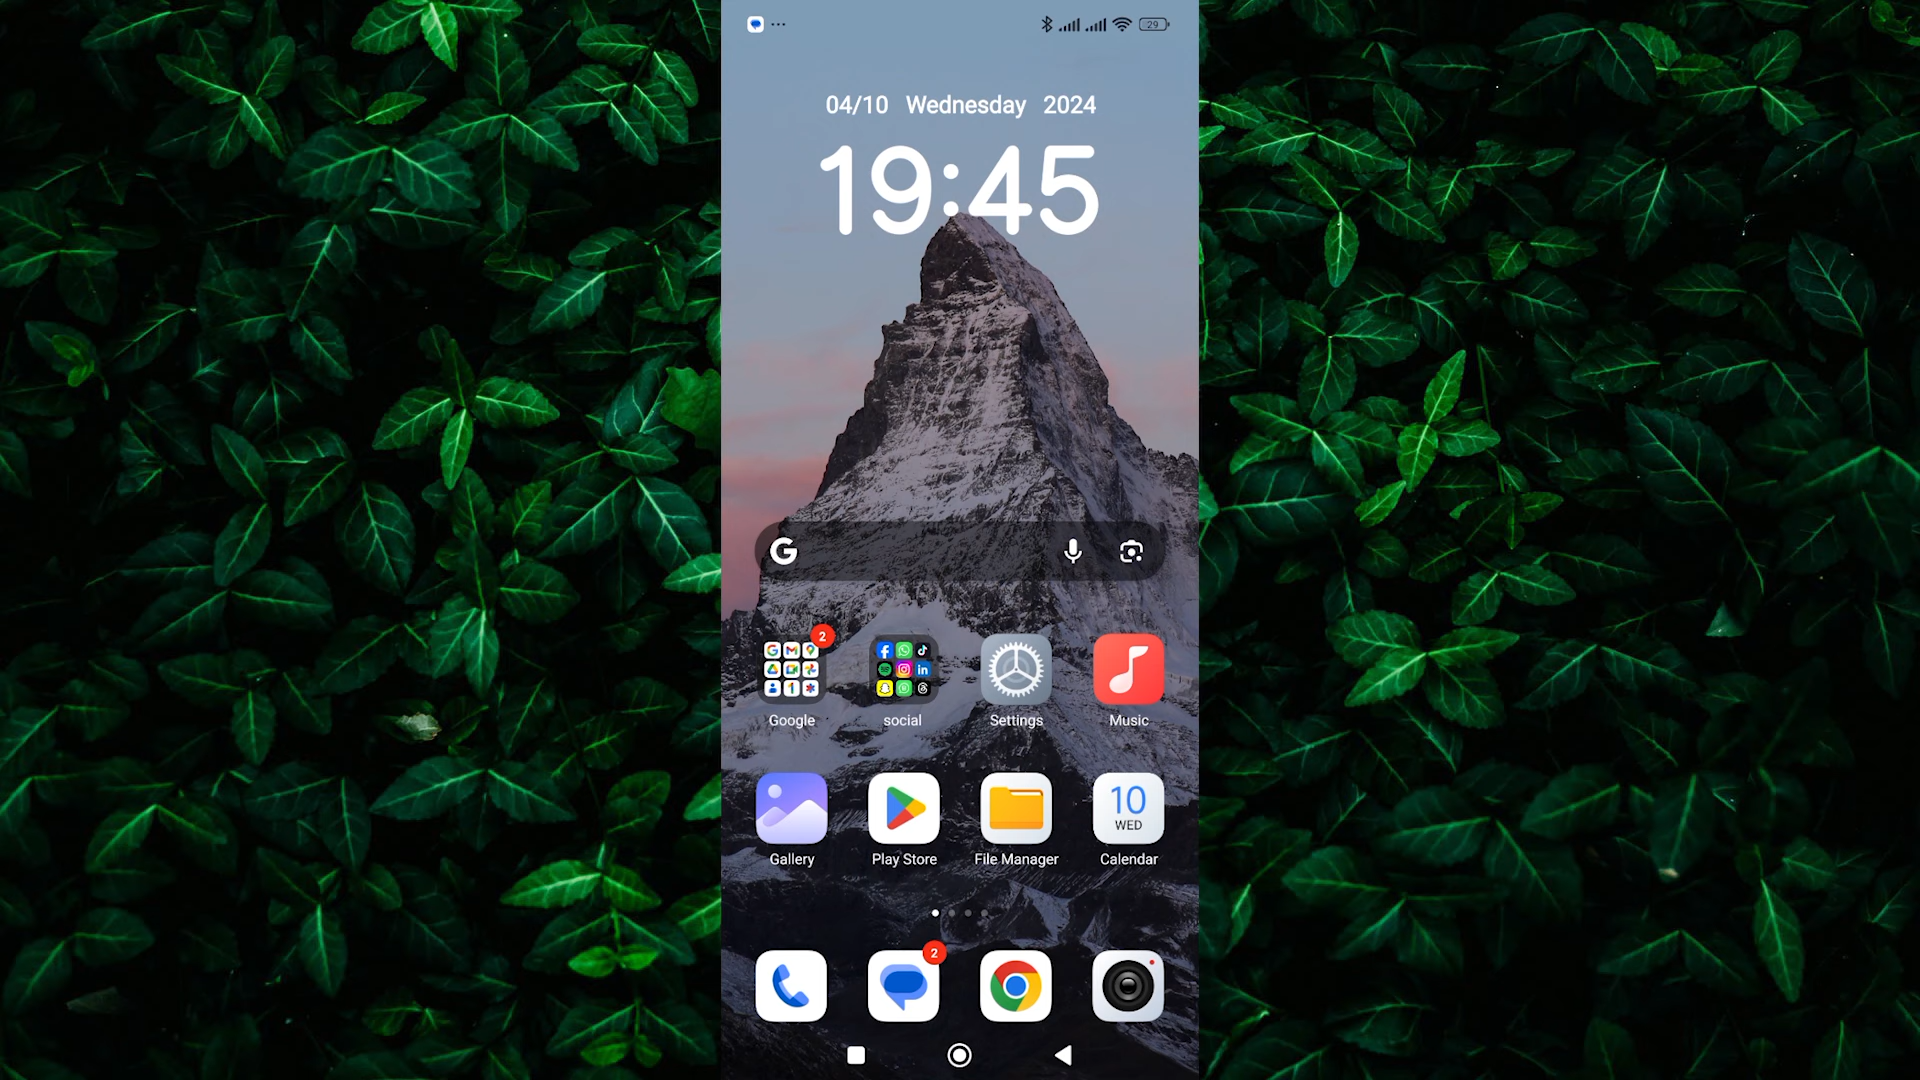 29
04/10 Wednesday 2024
19:45
G
2
Google social Settings Music
10
WED
Gallery Play Store File Manager Calendar
2